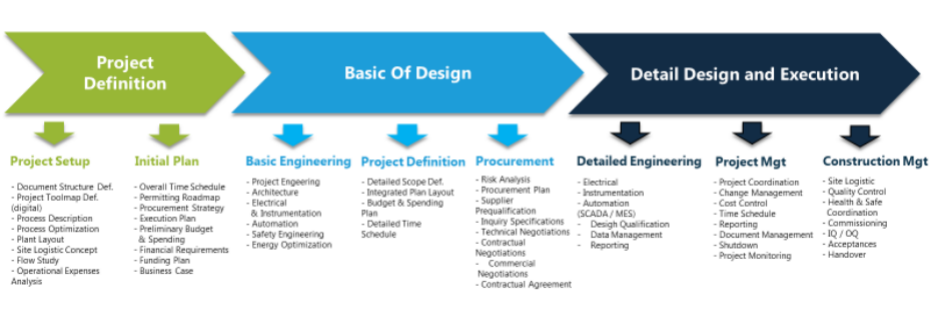 Project
Definition
Basic Of Design
Detail Design and Execution
Project Setup
- Document Structure Def.
- Project Toolmap Def.
(digital)
- Process Description
- Process Optimization
- Plant Layout
- Site Logistic Concept
- Flow Study
- Operational Expenses
Analysis
Initial Plan
- Overall Time Schedule
- Permitting Roadmap
- Procurement Strategy
- Execution Plan
- Preliminary Budget
& Spending
- Financial Requirements
- Funding Plan
- Business Case
Basic Engineering
- Project Engeering
- Architecture
- Electrical
& Instrumentation
- Automation
- Safety Engineering
- Energy Optimization
Project Definition
- Detailed Scope Def.
- Integrated Plan Layout
- Budget & Spending
Plan
- Detailed Time
Schedule
Procurement
- Risk Analysis
- Procurement Plan
- Supplier
Prequalification
- Inquiry Specifications
- Technical Negotiations
- Contractual
Negotiations
- Commercial
Negotiations
- Contractual Agreement
Detailed Engineering
- Electrical
- Instrumentation
- Automation
(SCADA / MES)
- Desigh Qualification
- Data Management
- Reporting
Project Mgt
- Project Coordination
- Change Management
- Cost Control
- Time Schedule
- Reporting
- Document Management
- Shutdown
- Project Monitoring
Construction Mgt
- Site Logistic
- Quality Control
- Health & Safe
Coordination
- Commissioning
- IQ / OQ
- Acceptances
- Handover